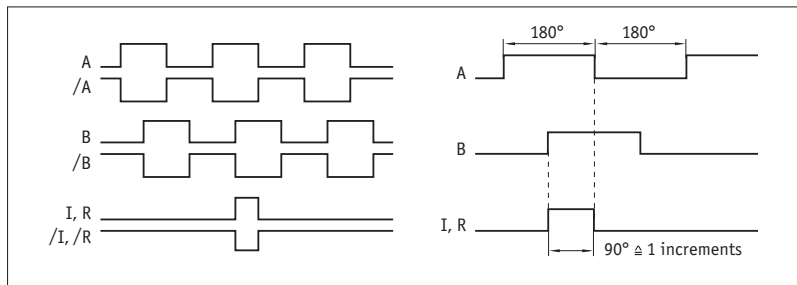 A
/A
B
/B
I, R
/I, /R
180° 180°
A
B
I, R
90° ≙ 1 increments